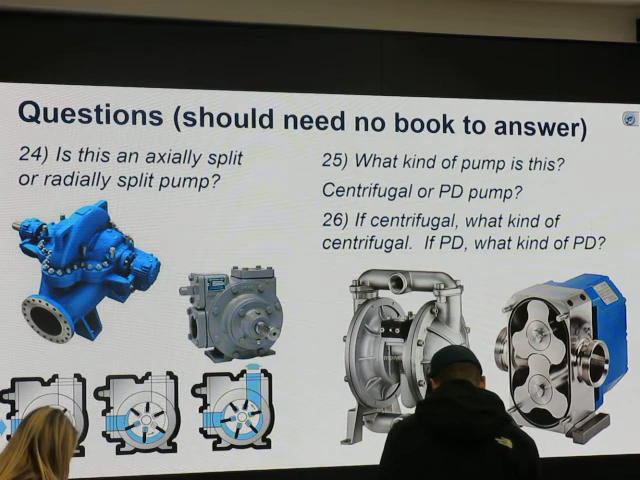 Questions (should need no book to answer)
24) Is this an axially split
or radially split pump?
25) What kind of pump is this?
Centrifugal or PD pump?
26) If centrifugal, what kind of
centrifugal. If PD, what kind of PD?